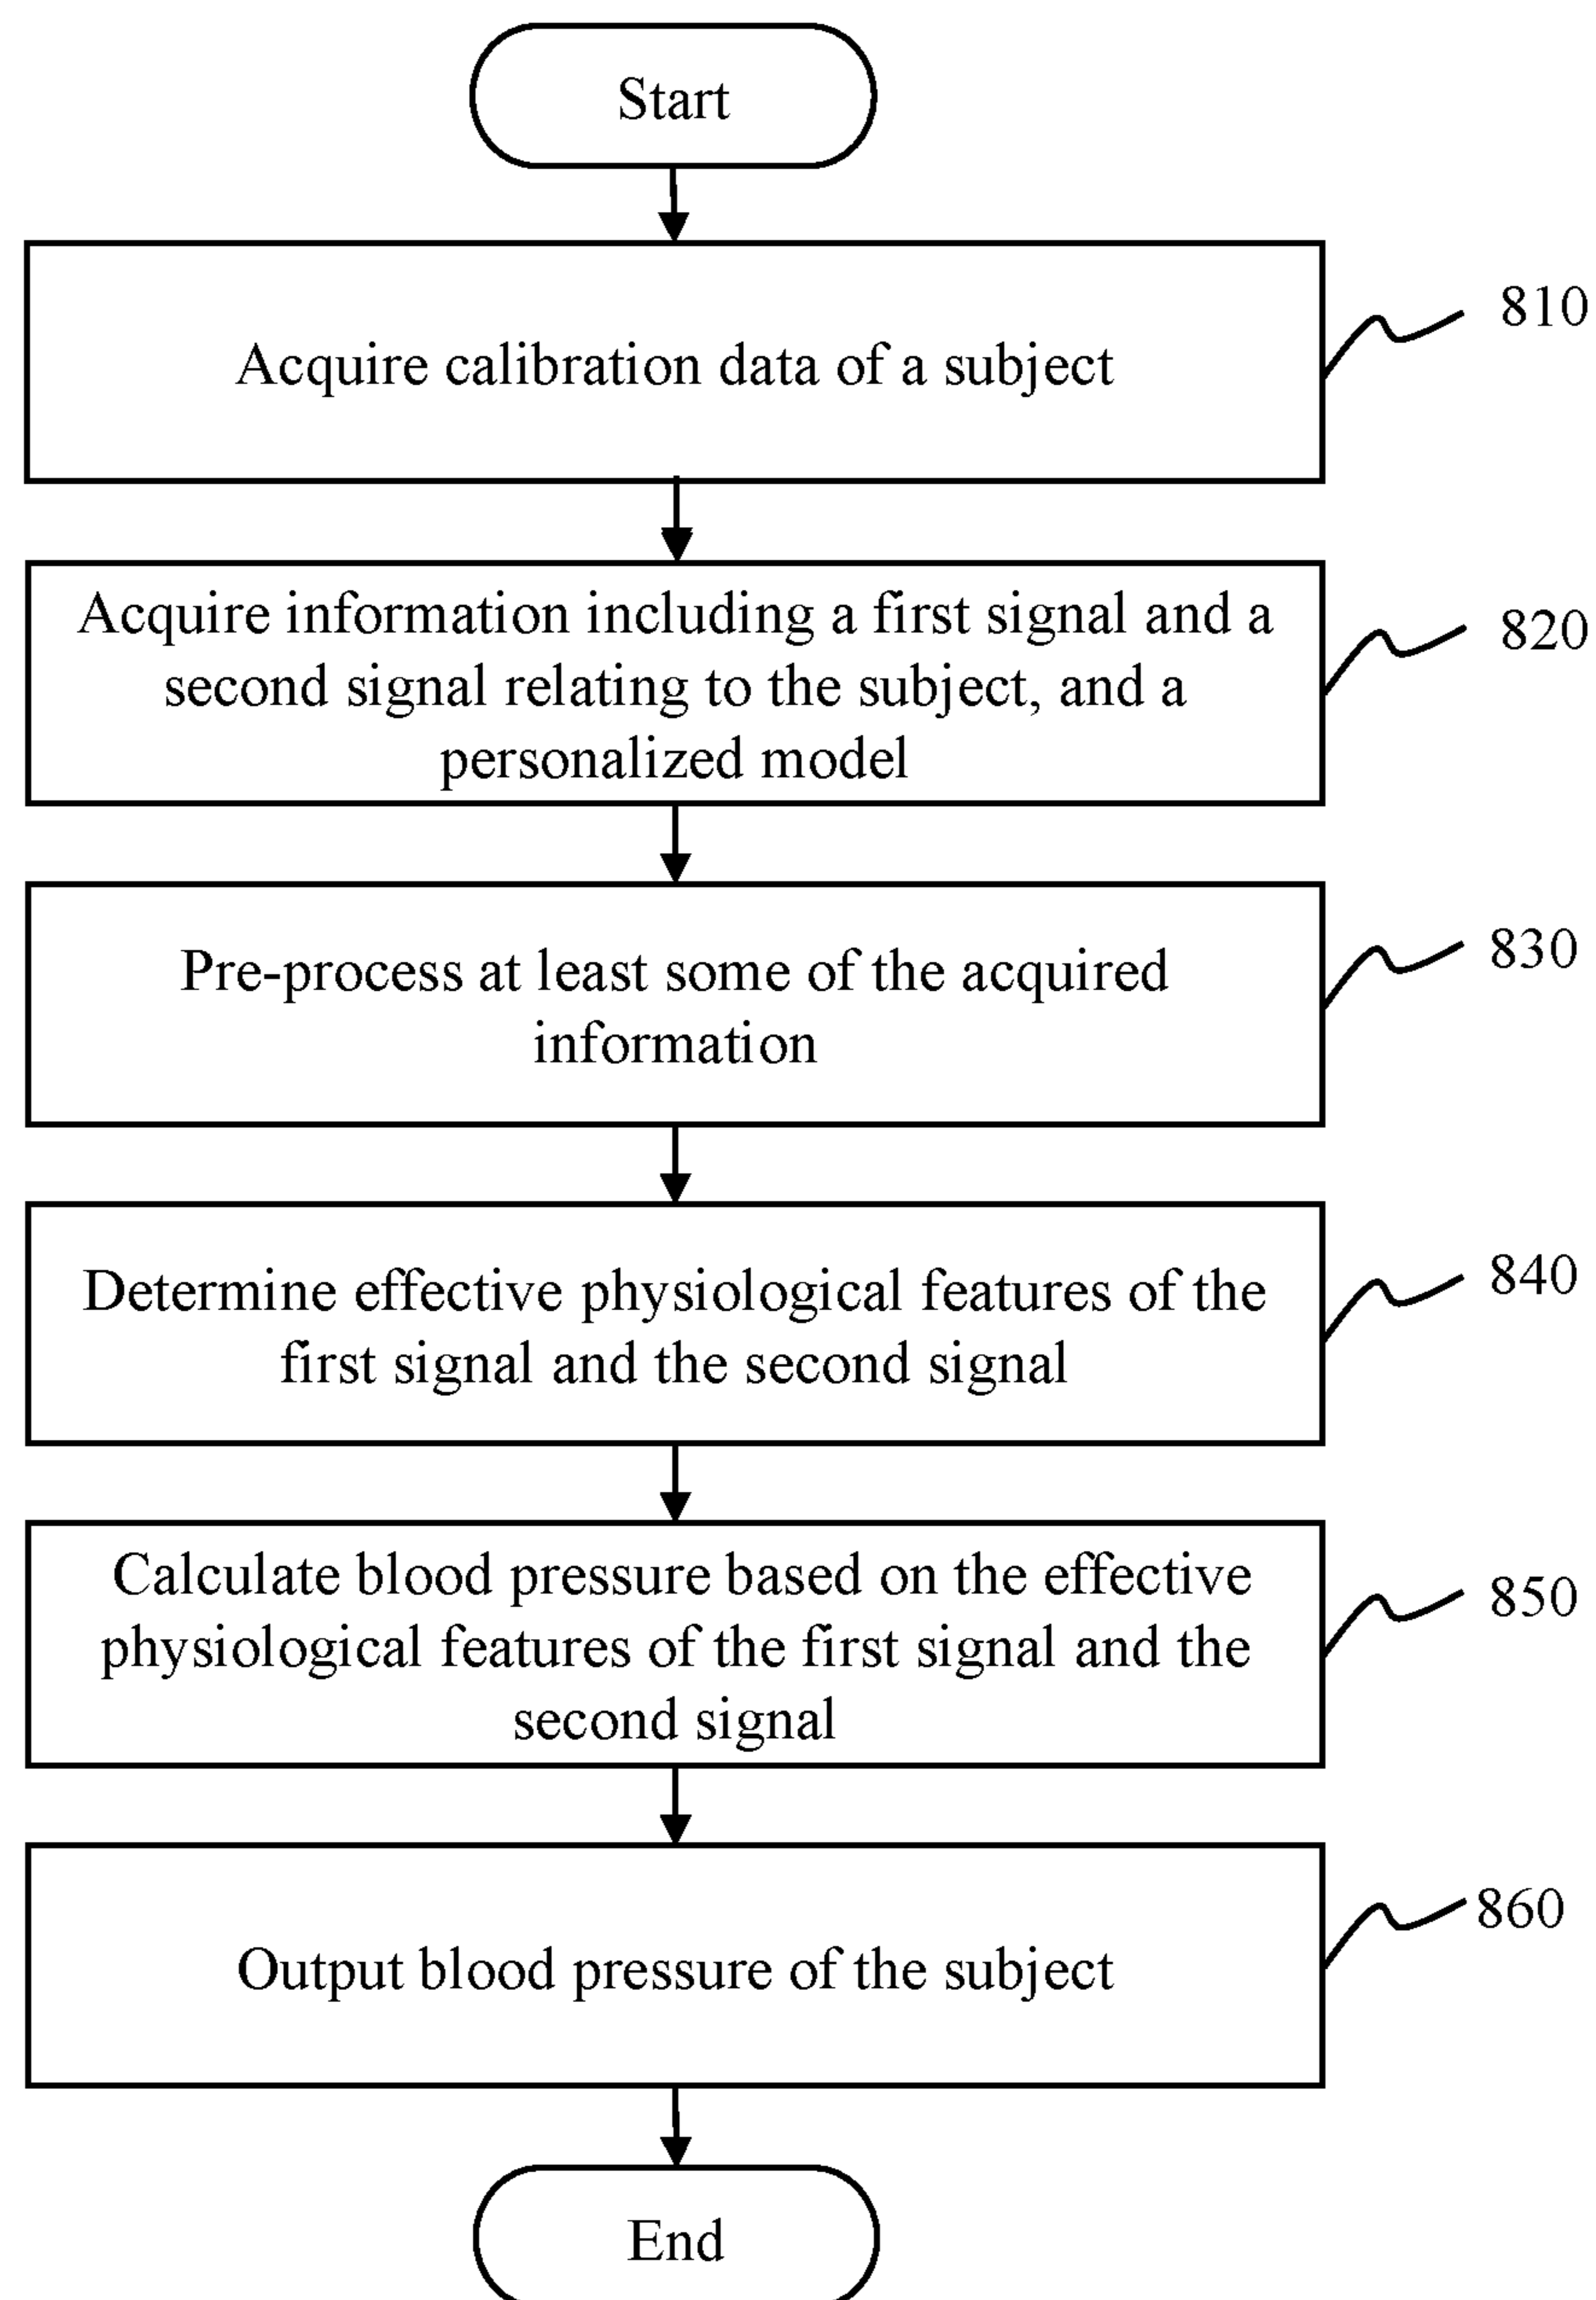 Start
Acquire calibration data of a subject
810
Acquire information including a first signal and a
second signal relating to the subject, and a
personalized model
820
Pre-process at least some of the acquired
information
830
Determine effective physiological features of the
first signal and the second signal
840
Calculate blood pressure based on the effective
physiological features of the first signal and the
second signal
850
Output blood pressure of the subject
860
End